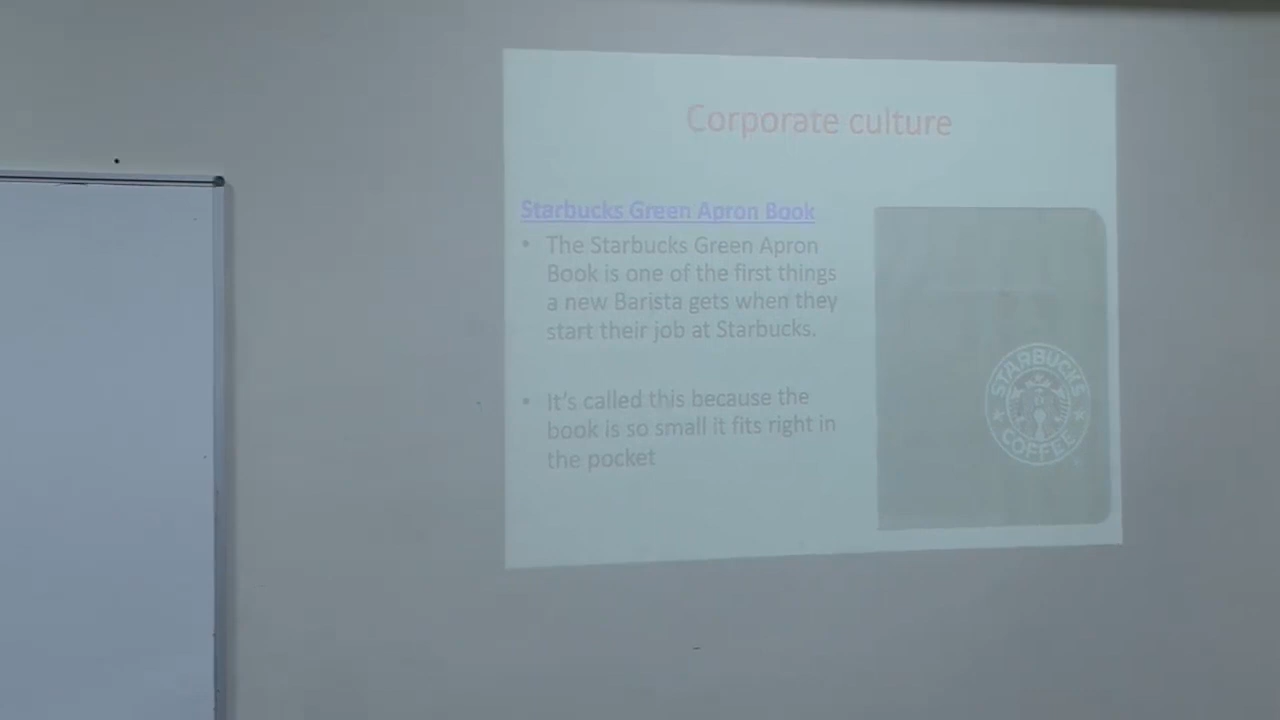 Corporate culture
Starbucks Green Apron Book
• The Starbucks Green Apron
Book is one of the first things
a new Barista gets when they
start their job at Starbucks.
• It's called this because the
book is so small it fits right in
the pocket
STARBUCKS
COFFEE